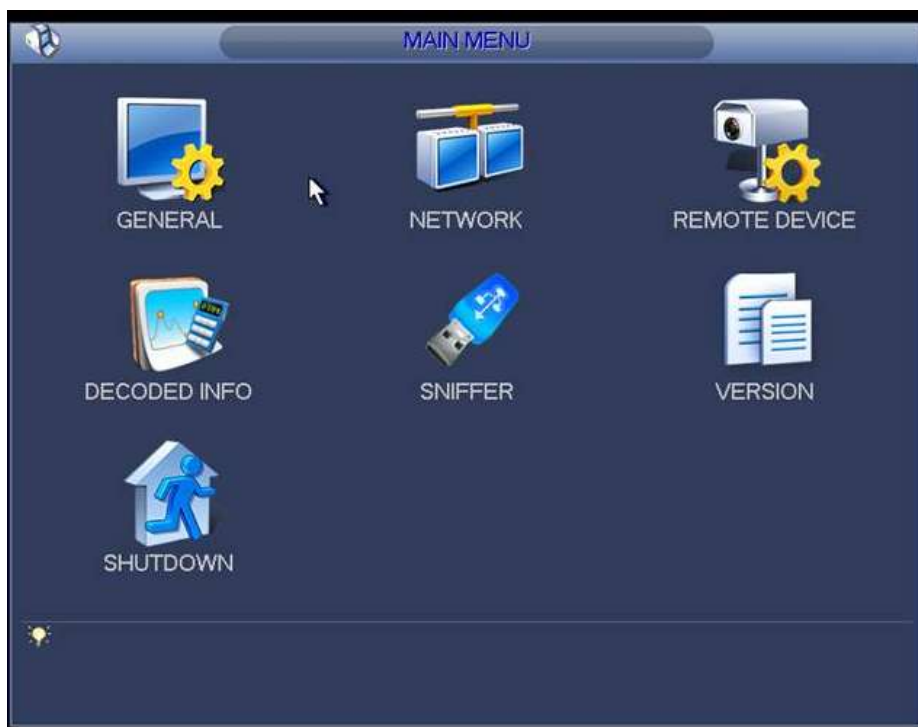 MAIN MENU
GENERAL
NETWORK
REMOTE DEVICE
DECODED INFO
SNIFFER
VERSION
SHUTDOWN